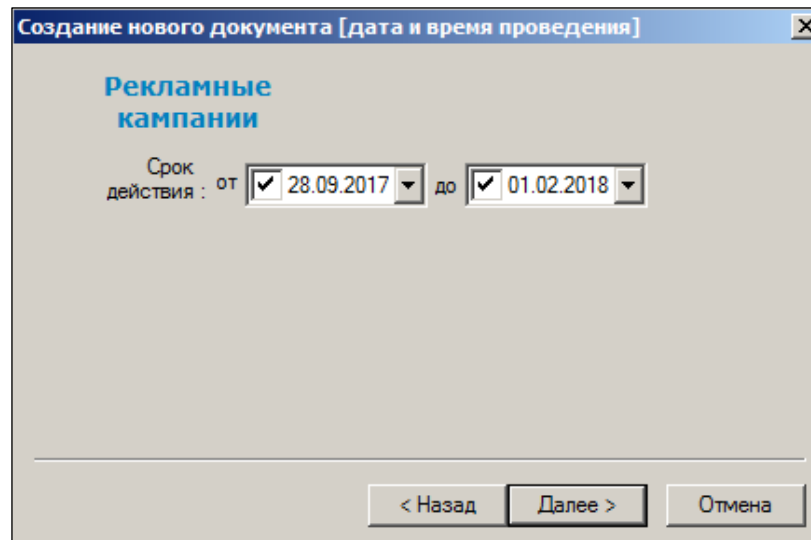 Создание нового документа [дата и время проведения]
Рекламные
кампании
Срок
действия : от 28.09.2017 до 01.02.2018
< Назад Далее > Отмена